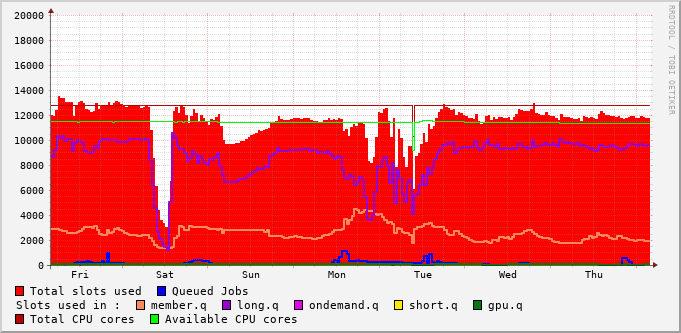 RRDTOOL / TOBI OETIKER
20000
18000
16000
14000
12000
10000
8000
6000
4000
2000
0
Fri Sat Sun Mon Tue Wed Thu
Total slots used Queued Jobs
Slots used in : member.q long.q ondemand.q short.q gpu.q
Total CPU cores Available CPU cores